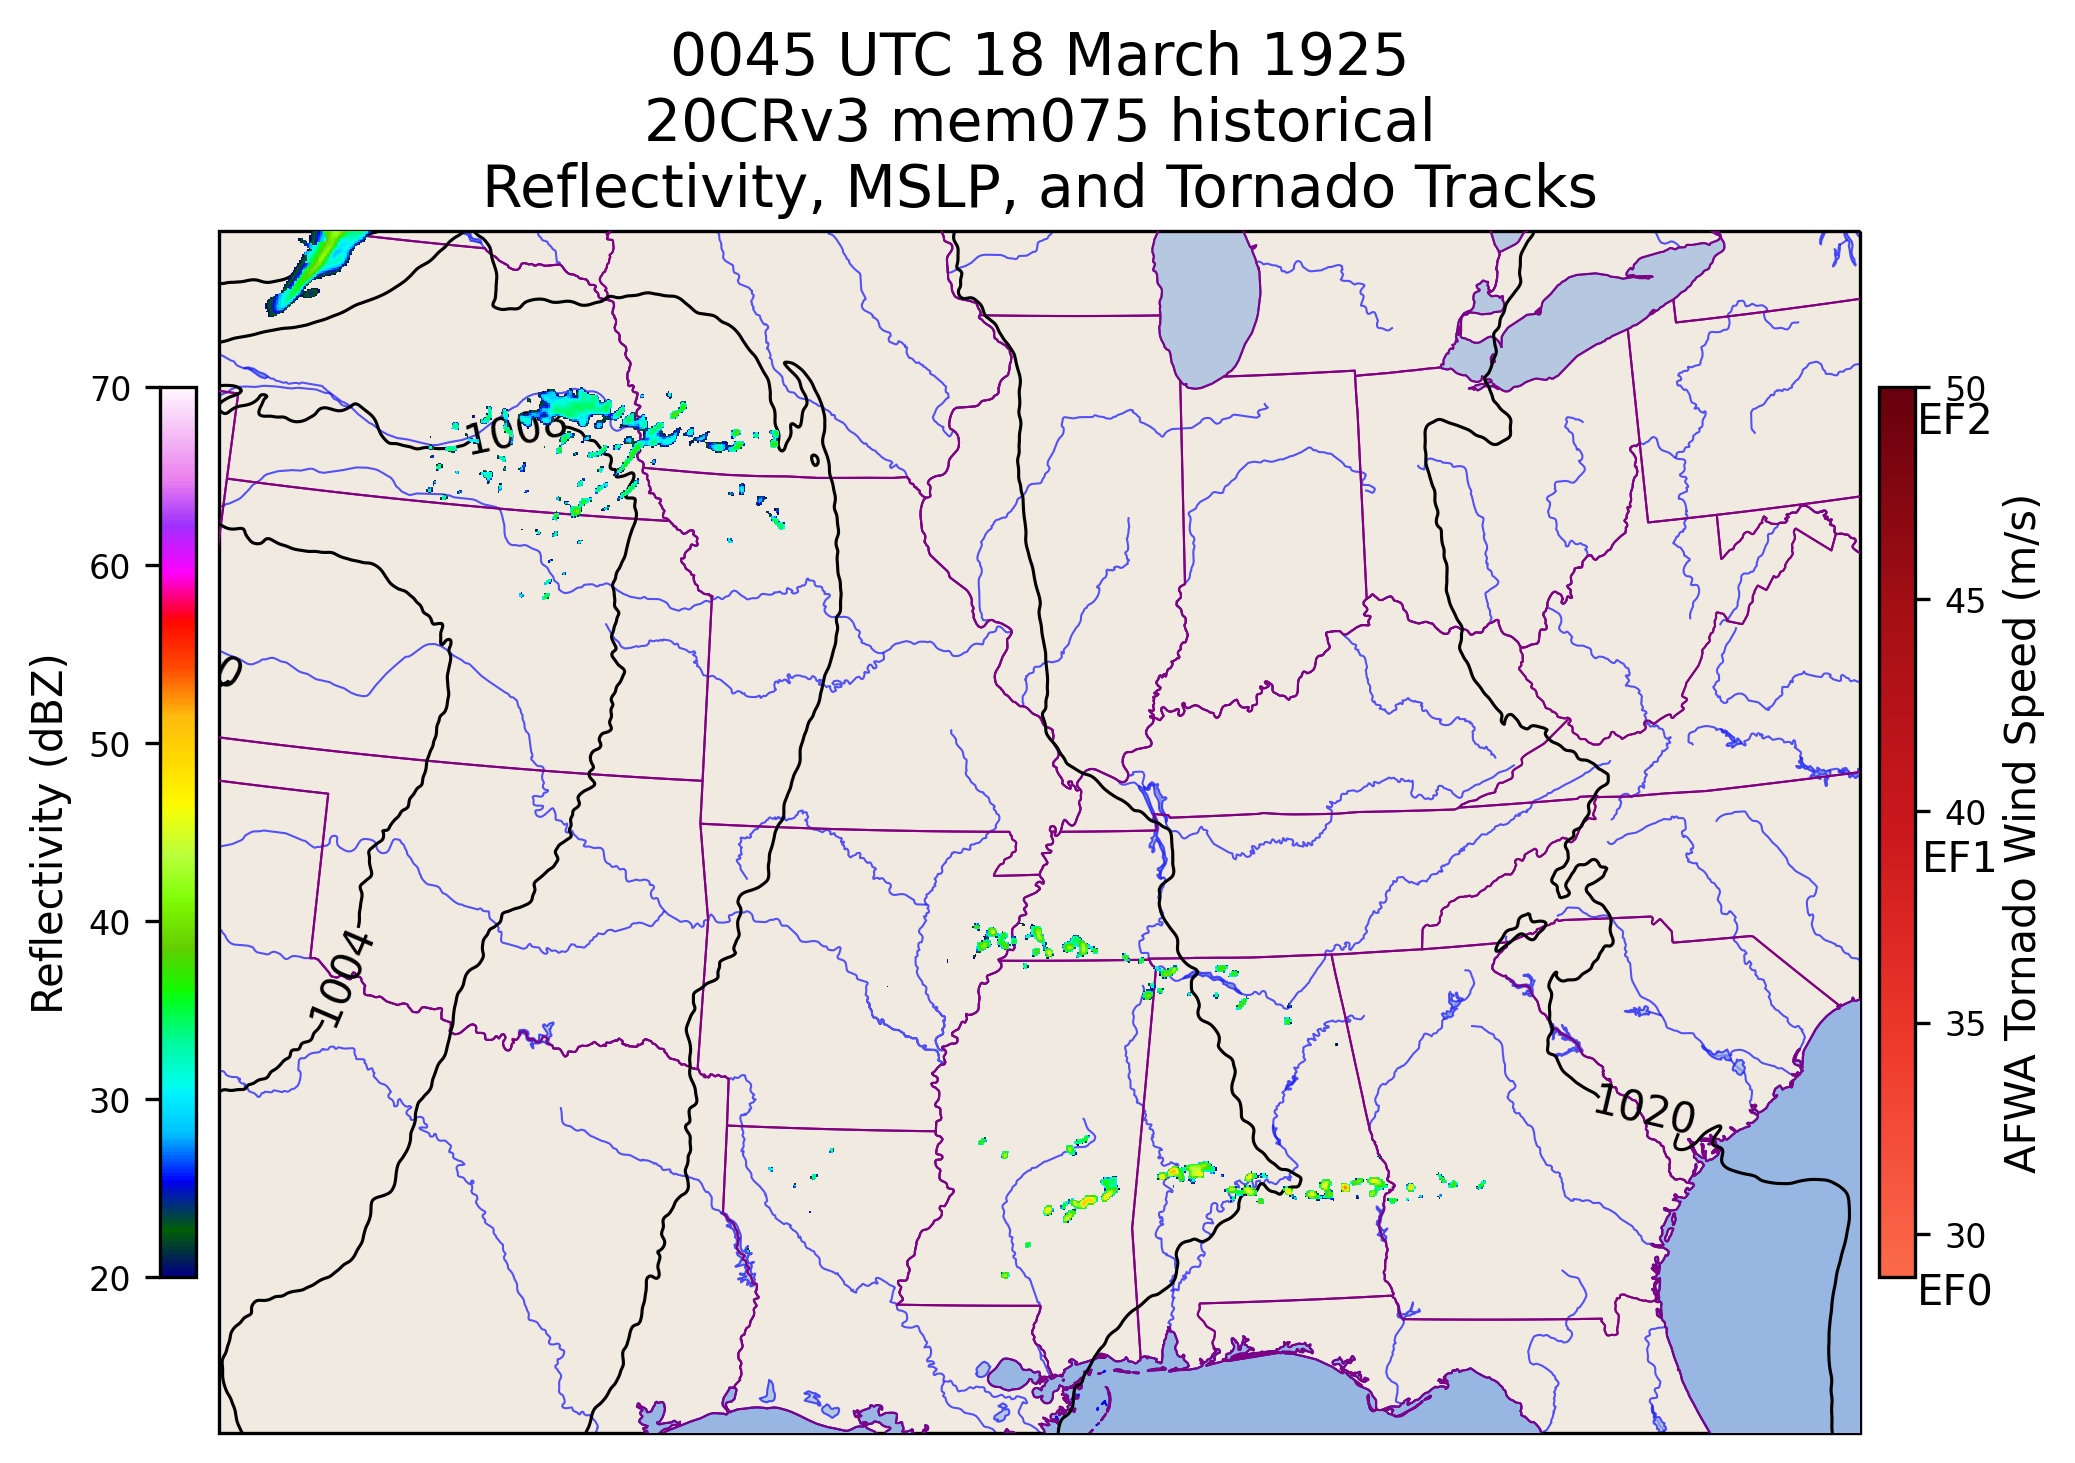 0045 UTC 18 March 1925
20CRv3 mem075 historical
Reflectivity, MSLP, and Tornado Tracks
70
60
50
40
30
20
Reflectivity (dBZ)
1008
0
1004
1020
50
EF2
45
40
EF1
35
30
EF0
AFWA Tornado Wind Speed (m/s)